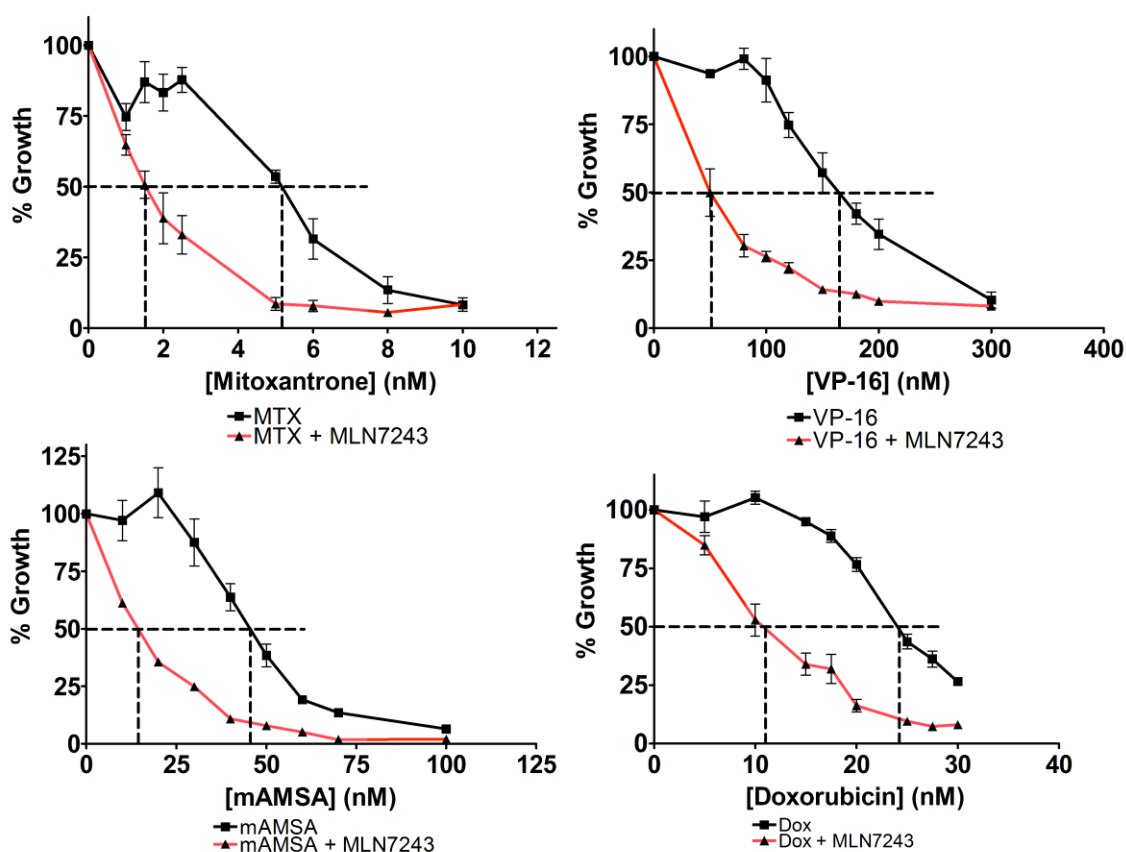 100
75
50
25
0
% Growth
0 2 4 6 8 10 12
[Mitoxantrone] (nM)
MTX
MTX + MLN7243
100
75
50
25
0
% Growth
0 100 200 300 400
[VP-16] (nM)
VP-16
VP-16 + MLN7243
125
100
75
50
25
0
% Growth
0 25 50 75 100 125
[mAMSA] (nM)
mAMSA
mAMSA + MLN7243
100
75
50
25
0
% Growth
0 10 20 30 40
[Doxorubicin] (nM)
Dox
Dox + MLN7243